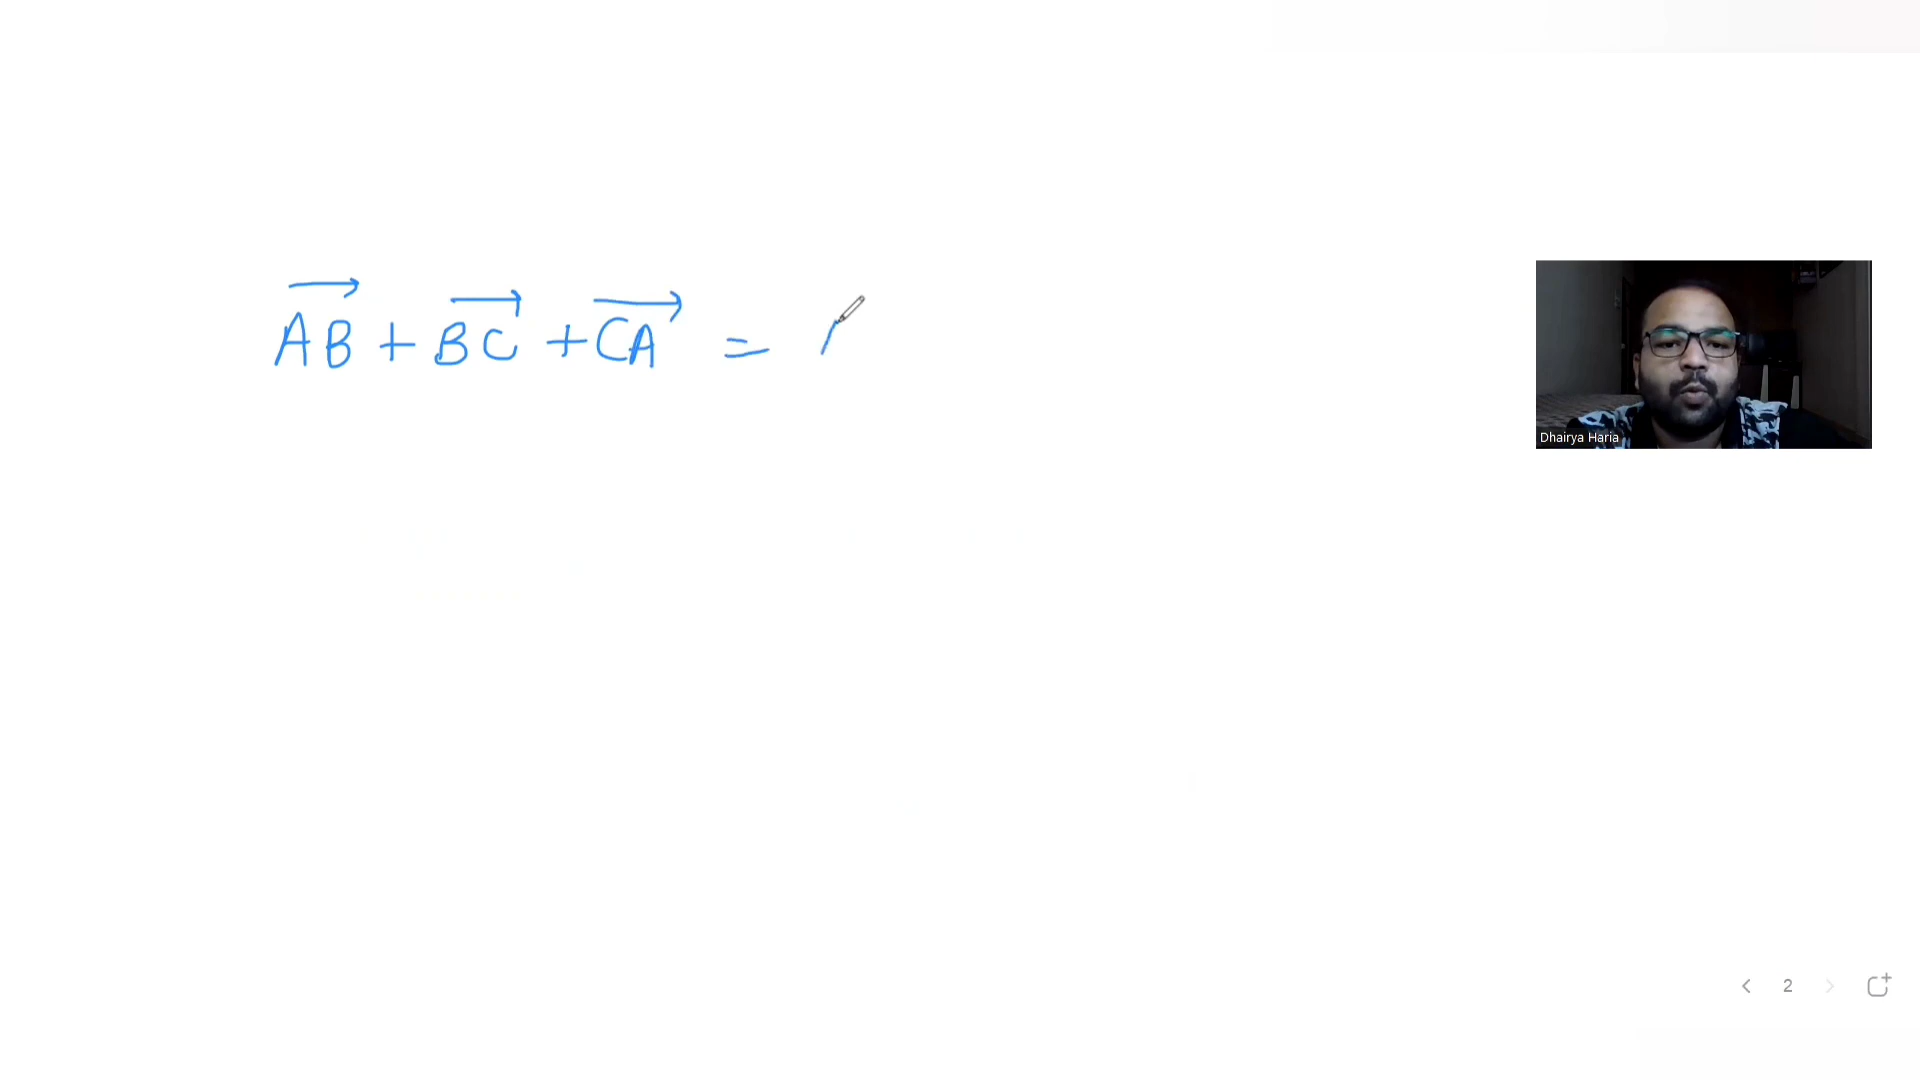 AB + BC + CA =
Dhairya Haria
2